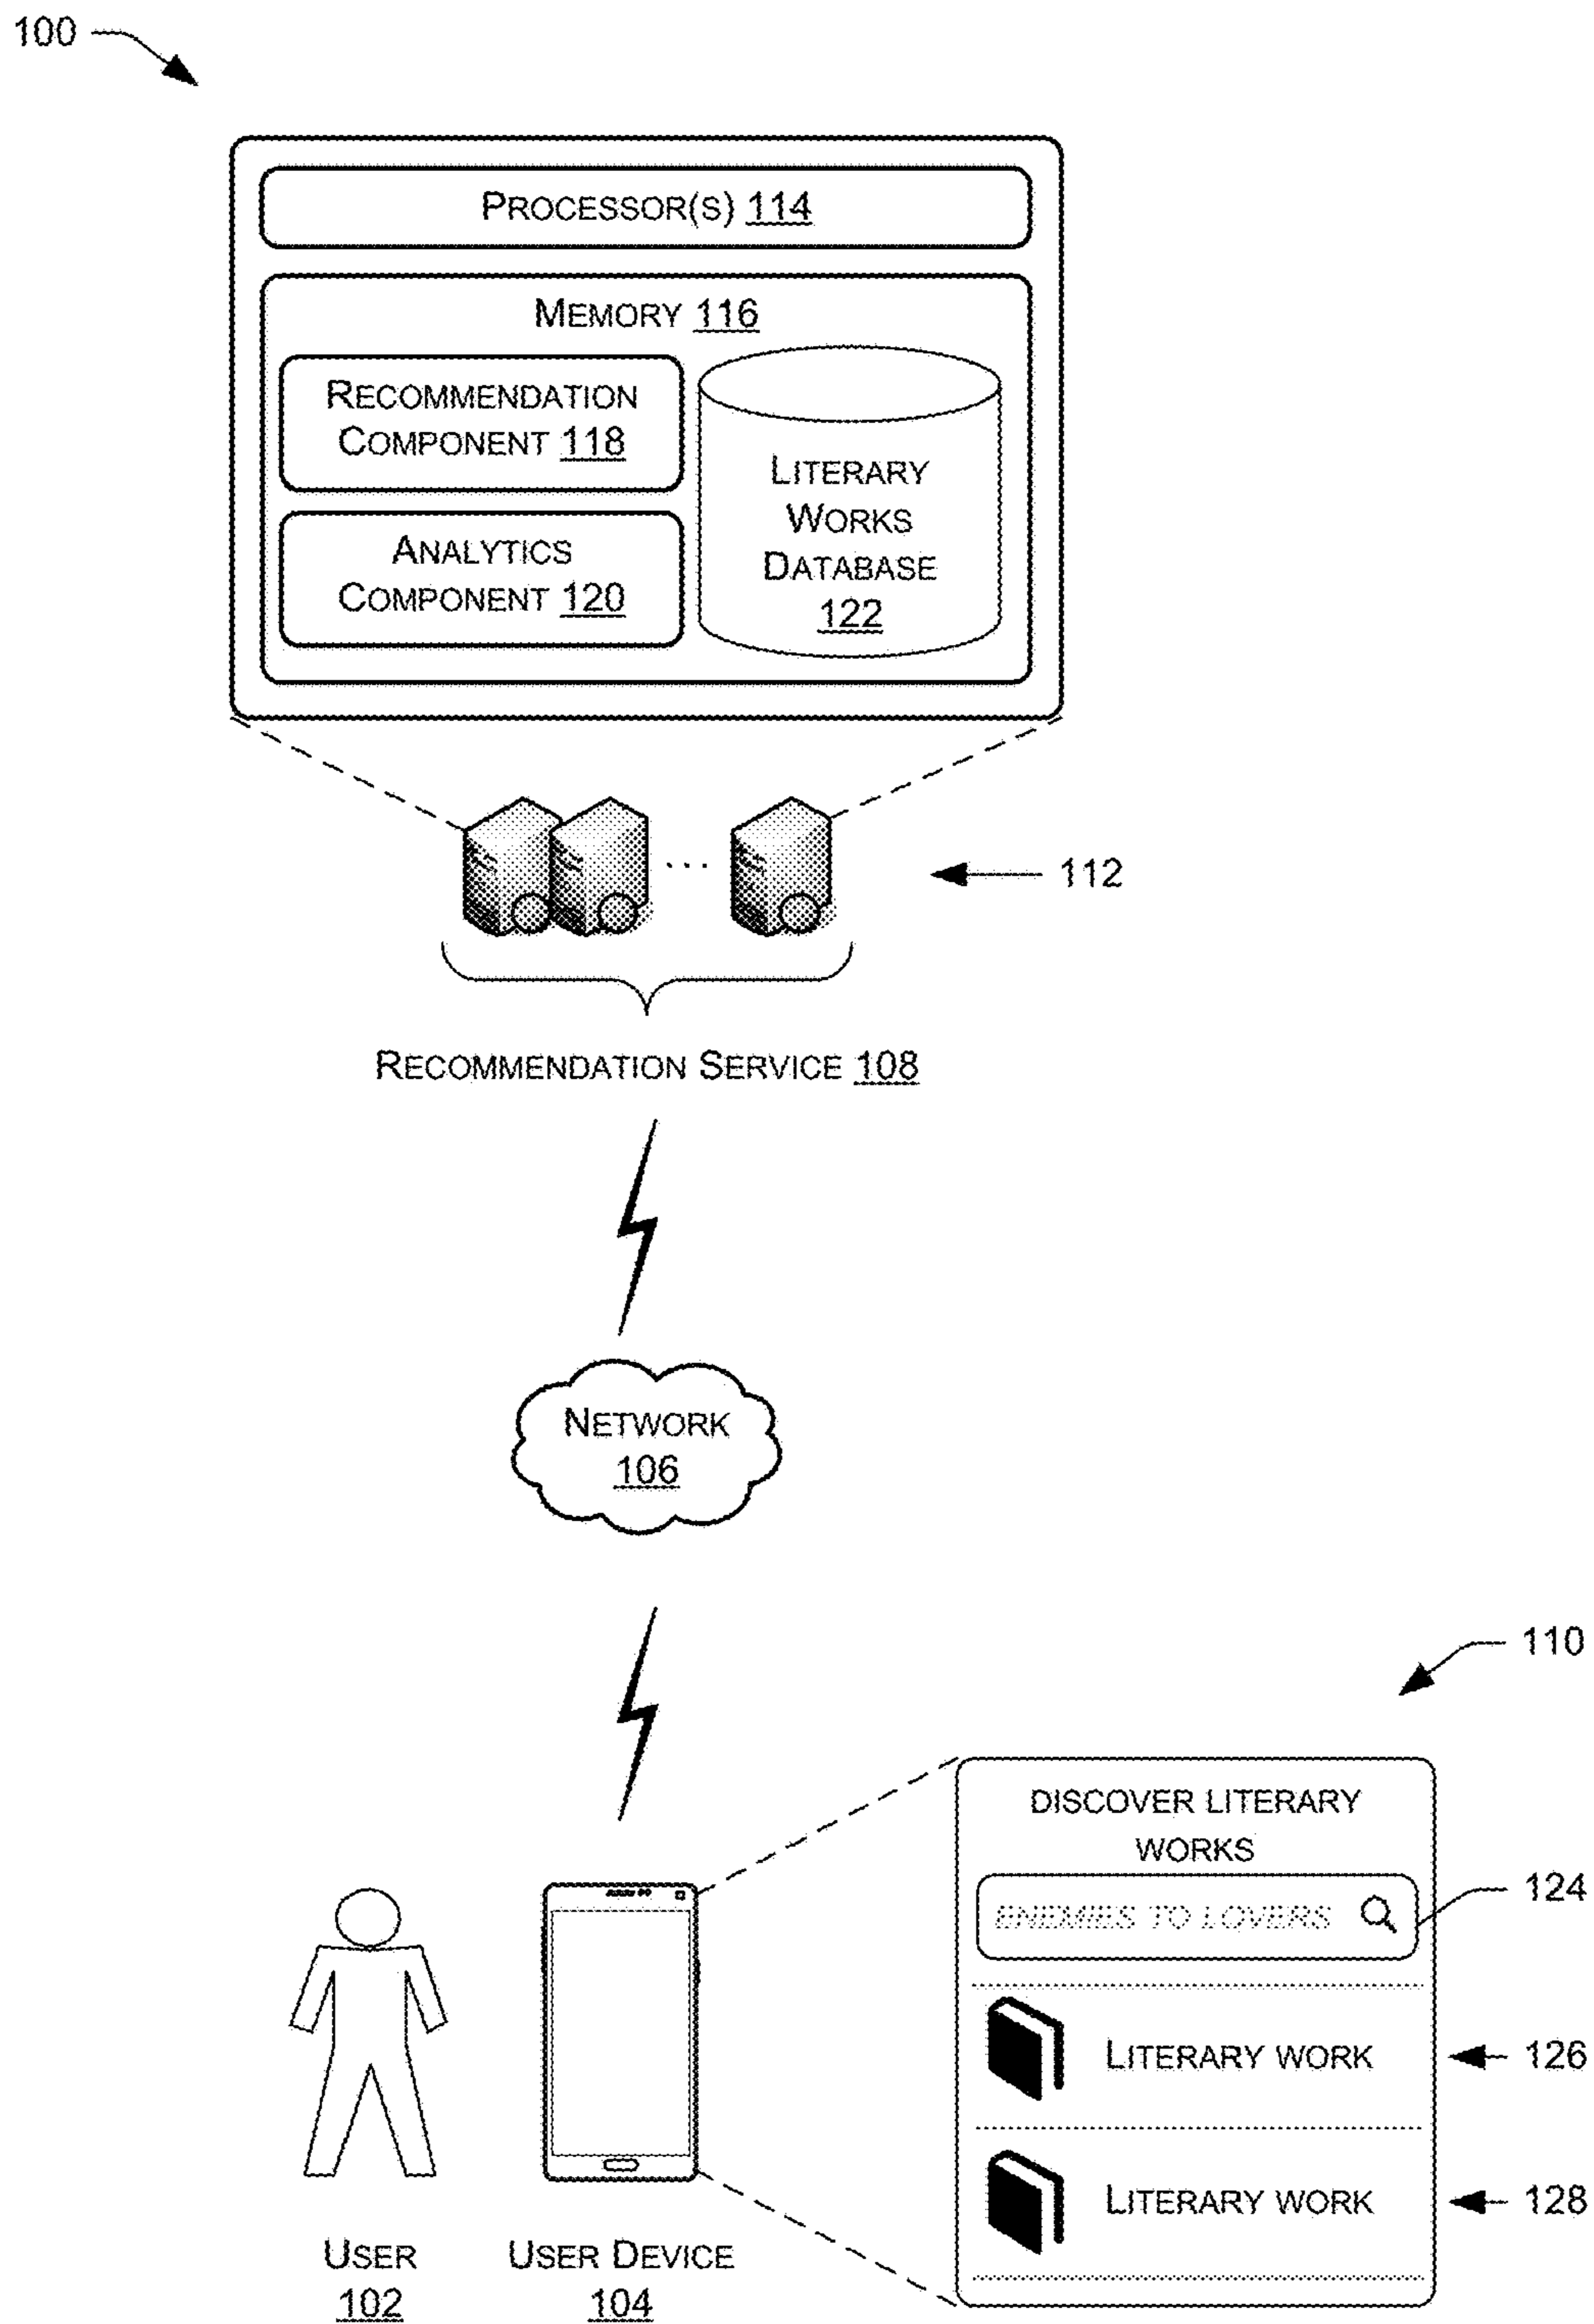 100
PROCESSOR(S) 114
MEMORY 116
RECOMMENDATION
COMPONENT 118
ANALYTICS
COMPONENT 120
LITERARY
WORKS
DATABASE
122
112
RECOMMENDATION SERVICE 108
NETWORK
106
110
DISCOVER LITERARY
WORKS
ENEMIES TO LOVERS
124
LITERARY WORK
126
LITERARY WORK
128
USER
102
USER DEVICE
104